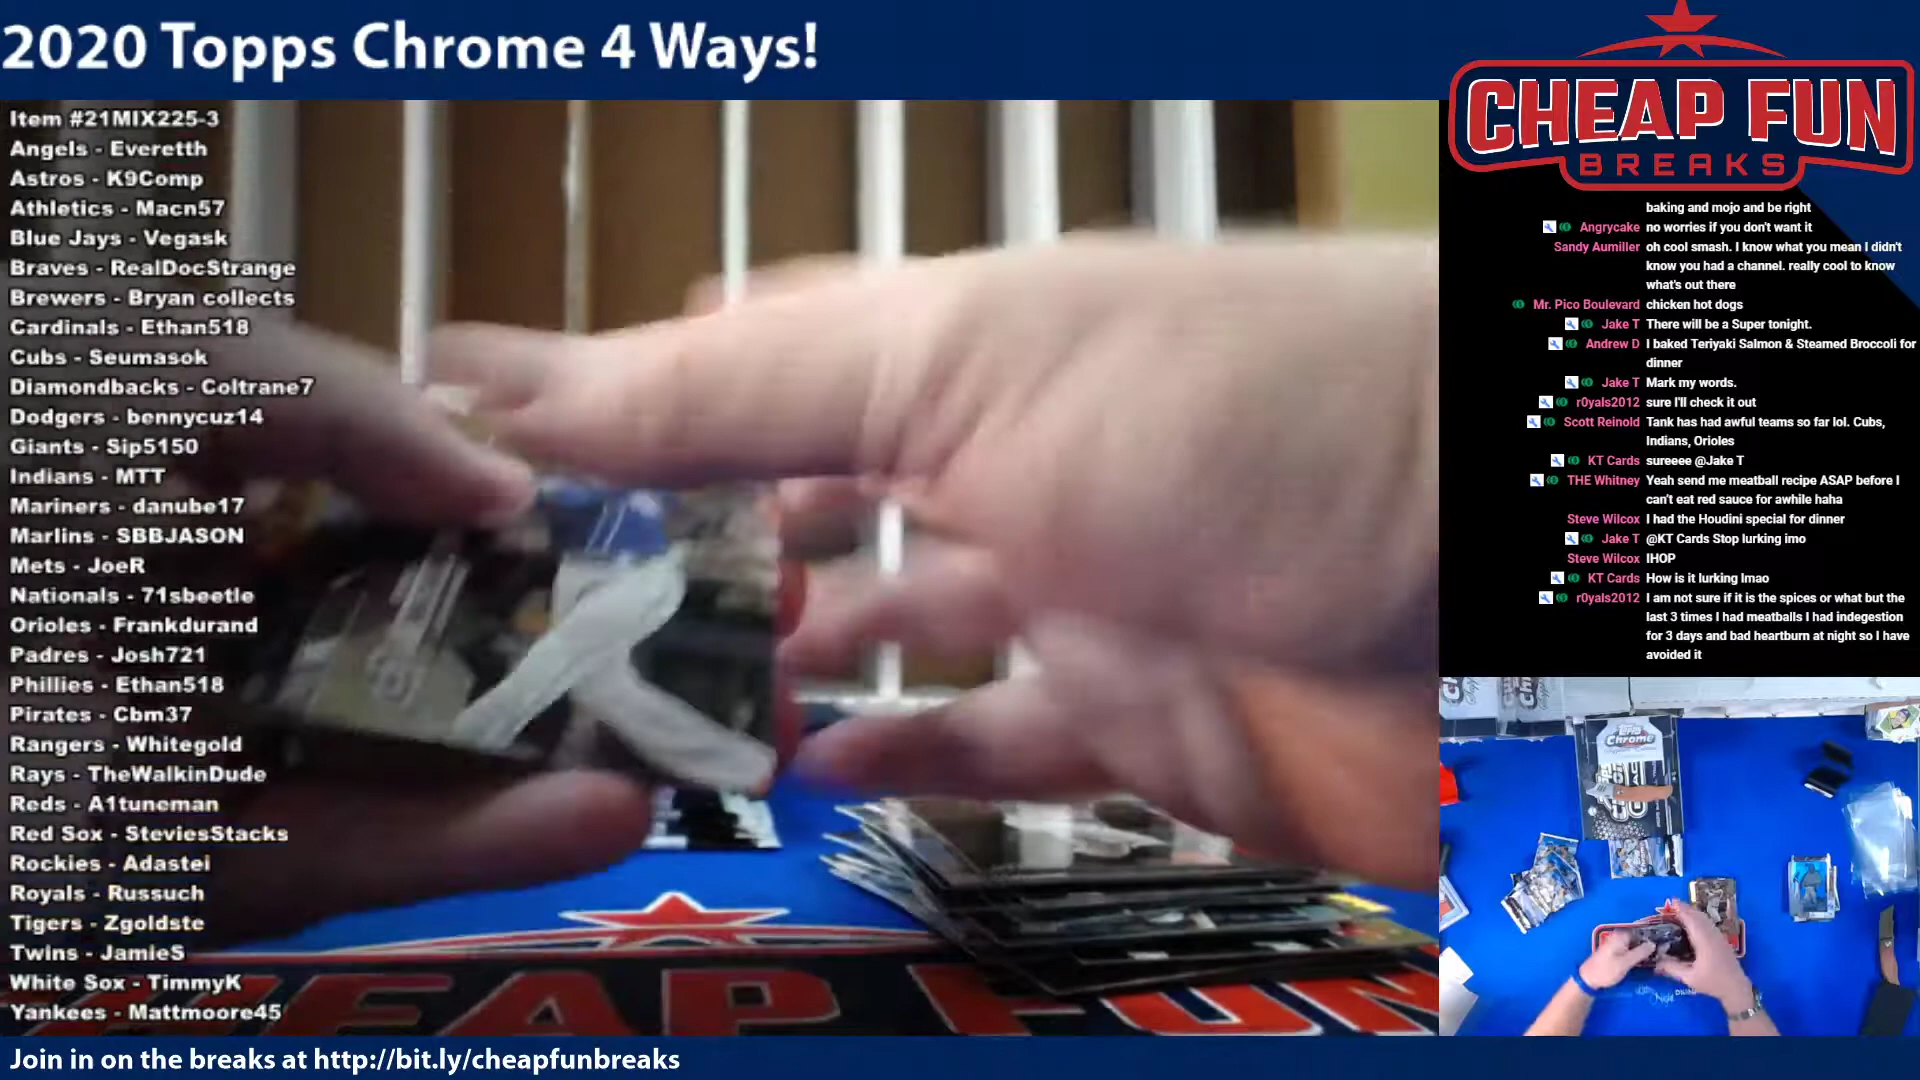 2020 Topps Chrome 4 Ways!
Item #21MIX225-3
Angels - Everetth
Astros - K9Comp
Athletics - Macn57
Blue Jays - Vegask
Braves - RealDocStrange
Brewers - Bryan collects
Cardinals - Ethan518
Cubs - Seumasok
Diamondbacks - Coltrane7
Dodgers - bennycuz14
Giants - Sip5150
Indians - MTT
Mariners - danube17
Marlins - SBBJASON
Mets - JoeR
Nationals - 71sbeetle
Orioles - Frankdurand
Padres - Josh721
Phillies - Ethan518
Pirates - Cbm37
Rangers - Whitegold
Rays - TheWalkinDude
Reds - A1tuneman
Red Sox - SteviesStacks
Rockies - Adastei
Royals - Russuch
Tigers - Zgoldste
Twins - JamieS
White Sox - TimmyK
Yankees - Mattmoore45
CHEAP FUN
Join in on the breaks at http://bit.ly/cheapfunbreaks
CHEAP FUN
BREAKS
baking and mojo and be right
Angrycake no worries if you don't want it
Sandy Aumiller oh cool smash. I know what you mean I didn't
know you had a channel. really cool to know
what's out there
Mr. Pico Boulevard chicken hot dogs
Jake T There will be a Super tonight.
Andrew D I baked Teriyaki Salmon & Steamed Broccoli for
dinner
Jake T Mark my words.
r0yals2012 sure I'll check it out
Scott Reinold Tank has had awful teams so far lol. Cubs,
Indians, Orioles
KT Cards sureeee @Jake T
THE Whitney Yeah send me meatball recipe ASAP before I
can't eat red sauce for awhile haha
Steve Wilcox I had the Houdini special for dinner
Jake T @KT Cards Stop lurking imo
Steve Wilcox IHOP
KT Cards How is it lurking lmao
r0yals2012 I am not sure if it is the spices or what but the
last 3 times I had meatballs I had indegestion
for 3 days and bad heartburn at night so I have
avoided it
Topps
Chrome